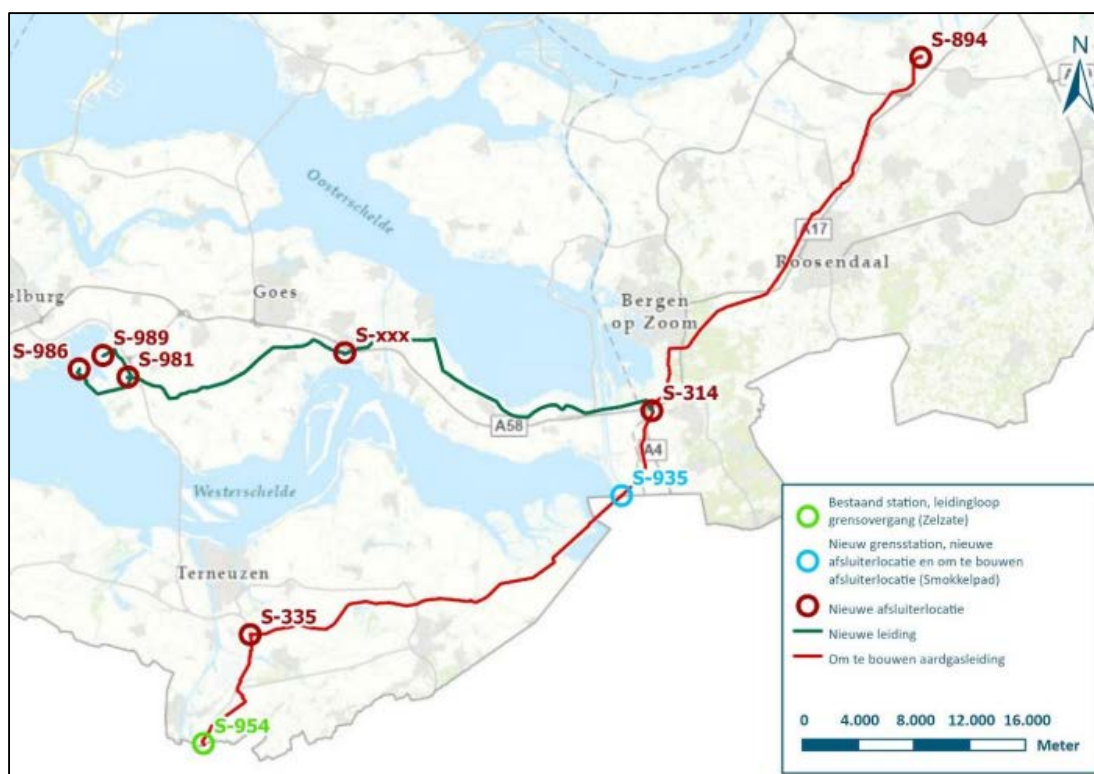 S-894
N
Oosterschelde
A17
Roosendaal
elburg
Goes
Bergen
op Zoom
S-989
S-xxx
S-986
S-981
S-314
A58
A4
S-935
Westerschelde
Terneuzen
S-335
S-954
Bestaand station, leidingloop
grensovergang (Zelzate)
Nieuw grensstation, nieuwe
afsluiterlocatie en om te bouwen
afsluiterlocatie (Smokkelpad)
Nieuwe afsluiterlocatie
Nieuwe leiding
Om te bouwen aardgasleiding
0 4.000 8.000 12.000 16.000
Meter